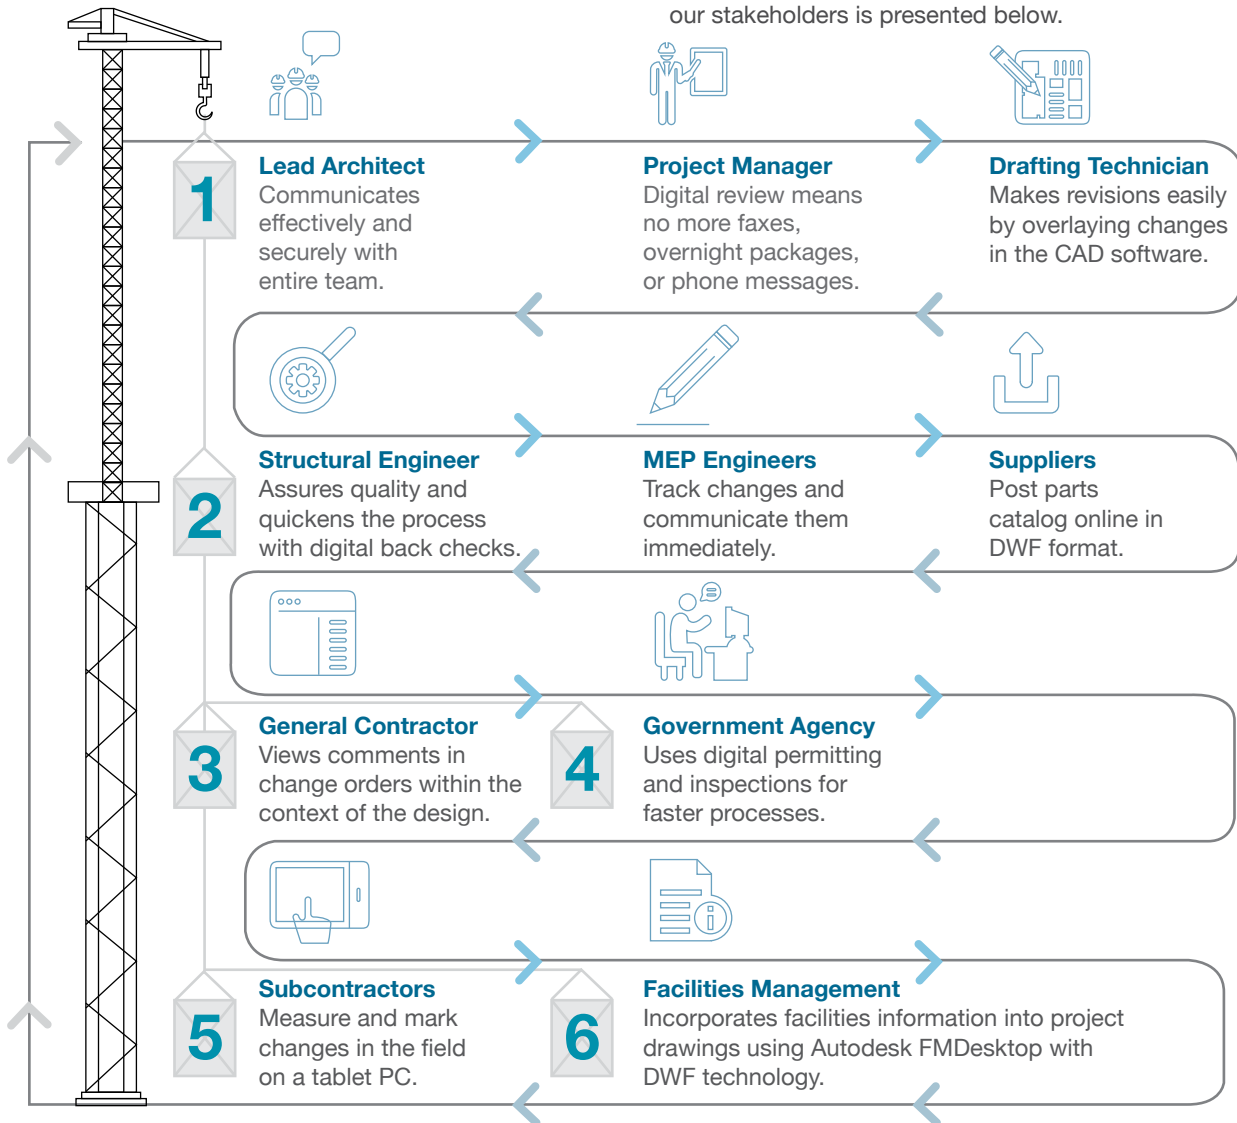 our stakeholders is presented below.
1
Lead Architect
Communicates
effectively and
securely with
entire team.
Project Manager
Digital review means
no more faxes,
overnight packages,
or phone messages.
Drafting Technician
Makes revisions easily
by overlaying changes
in the CAD software.
2
Structural Engineer
Assures quality and
quickens the process
with digital back checks.
MEP Engineers
Track changes and
communicate them
immediately.
Suppliers
Post parts
catalog online in
DWF format.
3
General Contractor
Views comments in
change orders within the
context of the design.
4
Government Agency
Uses digital permitting
and inspections for
faster processes.
5
Subcontractors
Measure and mark
changes in the field
on a tablet PC.
6
Facilities Management
Incorporates facilities information into project
drawings using Autodesk FMDesktop with
DWF technology.